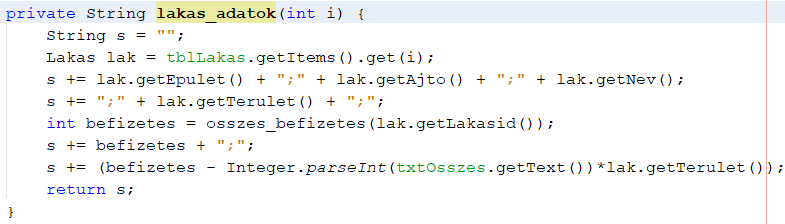 private String lakas_adatok(int i) {
    String s = "";
    Lakas lak = tblLakas.getItems().get(i);
    s += lak.getEpulet() + ";" + lak.getAjto() + ";" + lak.getNev();
    s += ";" + lak.getTerulet() + ";";
    int befizetes = osszes_befizetes(lak.getLakasid());
    s += befizetes + ";";
    s += (befizetes - Integer.parseInt(txtOsszes.getText())*lak.getTerulet());
    return s;
}